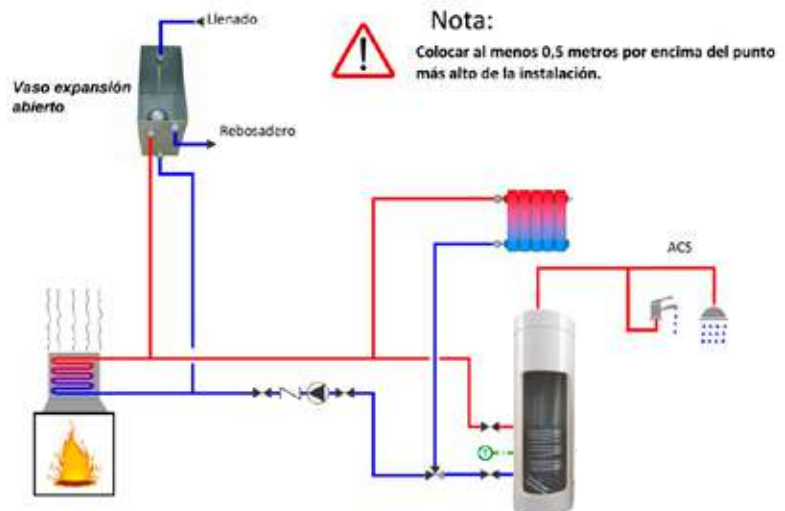 Llenado
Nota:
Colocar al menos 0,5 metros por encima del punto
más alto de la instalación.
Vaso expansión
abierto
Rebosadero
ACS
T